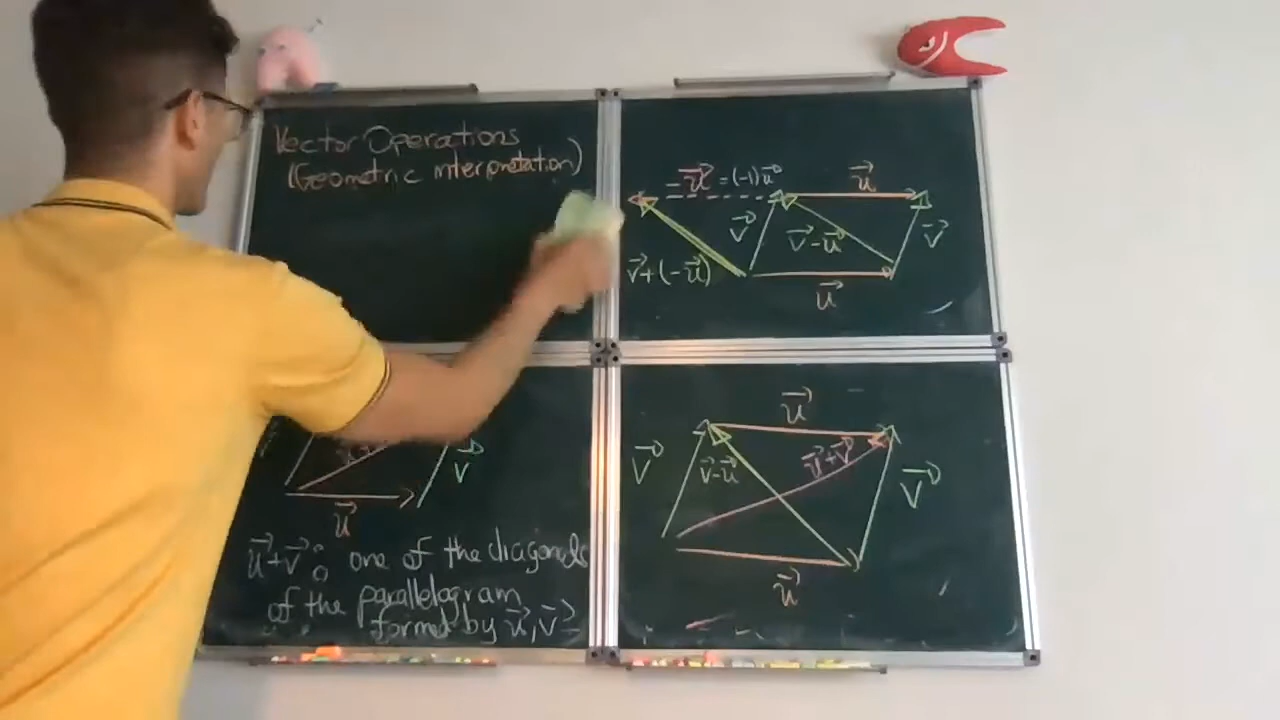 Vector Operations
(Geometric interpretation)
v⃗
u⃗
u⃗+v⃗: one of the diagonals
of the parallelogram
formed by u⃗, v⃗
-u⃗ = (-1)u⃗
u⃗
v⃗
v⃗-u⃗
v⃗
v⃗+(-u⃗)
u⃗
u⃗
v⃗
v⃗-u⃗
u⃗+v⃗
v⃗
u⃗